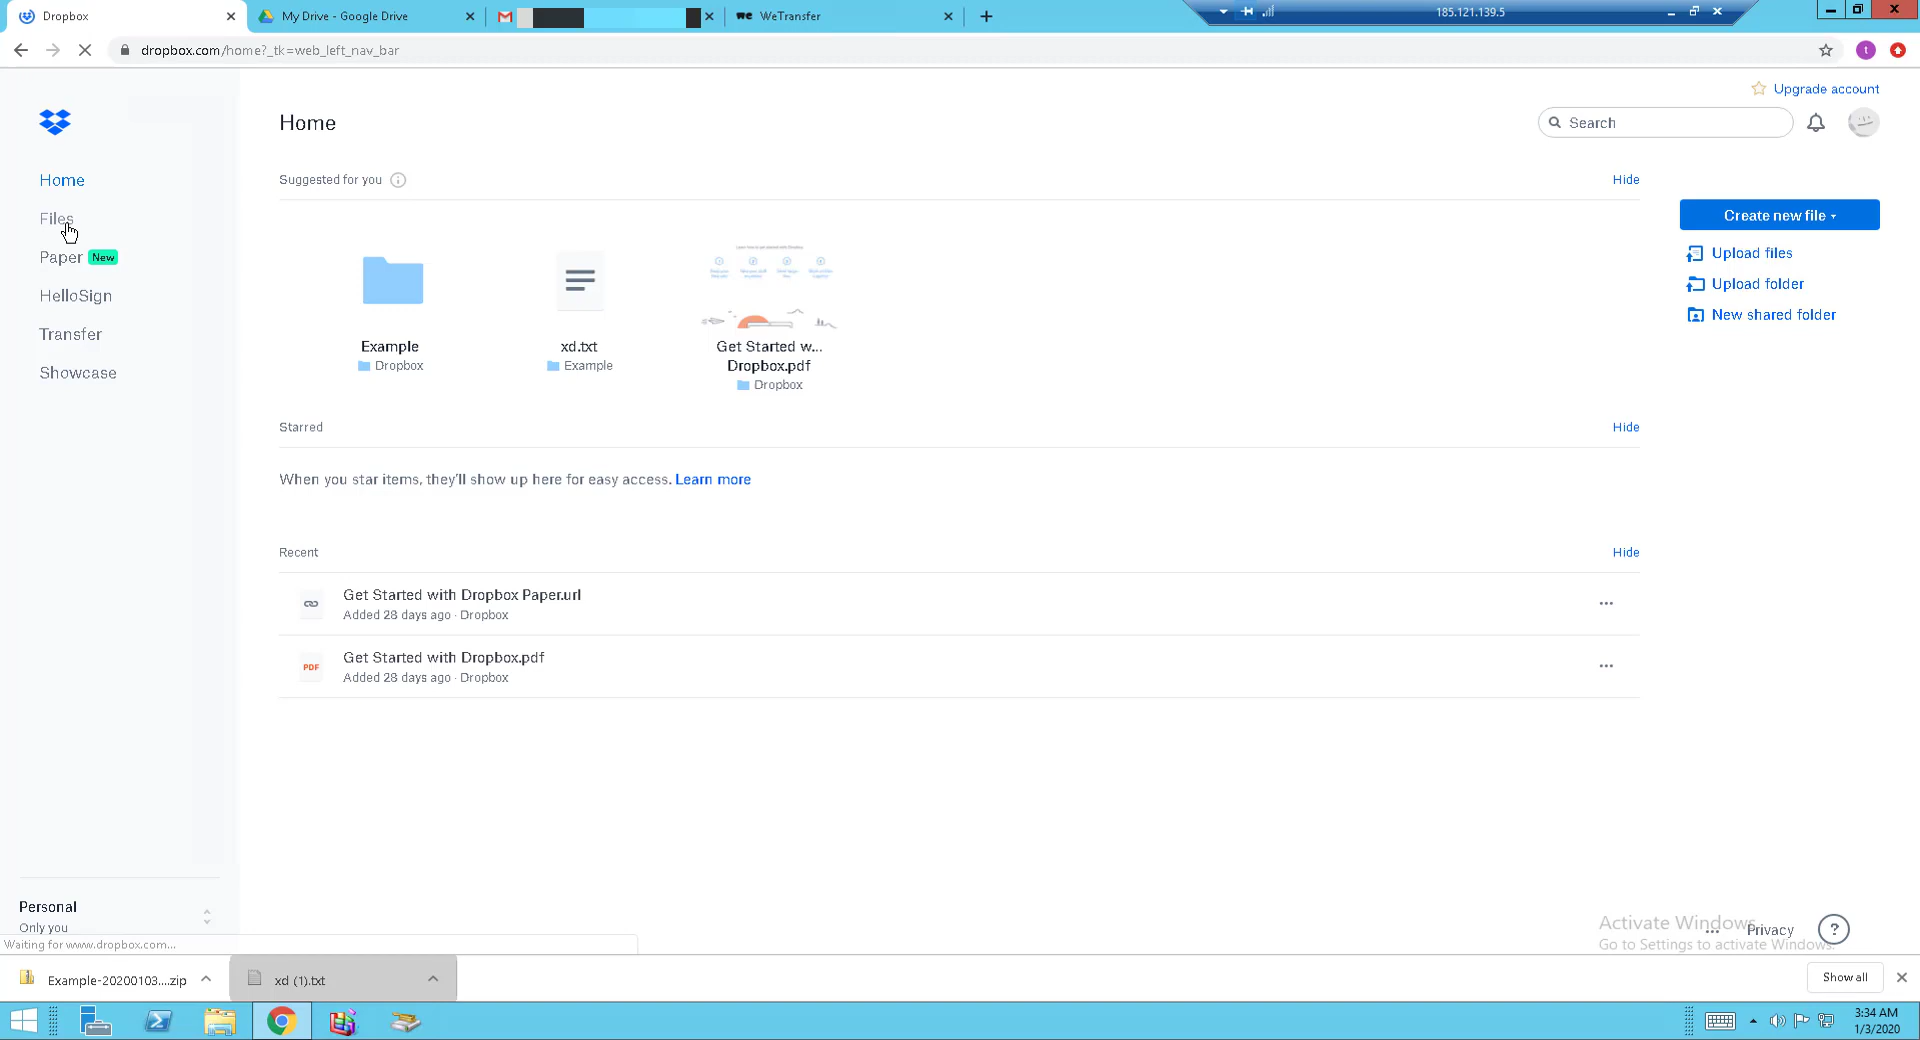 Dropbox
My Drive - Google Drive
WeTransfer
185.121.139.5
dropbox.com/home?_tk=web_left_nav_bar
t
Upgrade account
Home
Search
Home
Files
Paper New
HelloSign
Transfer
Showcase
Suggested for you
Hide
Create new file
Upload files
Upload folder
New shared folder
Example
Dropbox
xd.txt
Example
Get Started w...
Dropbox.pdf
Dropbox
Starred
Hide
When you star items, they'll show up here for easy access. Learn more
Recent
Hide
Get Started with Dropbox Paper.url
Added 28 days ago · Dropbox
PDF
Get Started with Dropbox.pdf
Added 28 days ago · Dropbox
Personal
Only you
Waiting for www.dropbox.com...
Activate Windows
Go to Settings to activate Windows.
Privacy
?
Example-20200103....zip
xd (1).txt
Show all
3:34 AM
1/3/2020